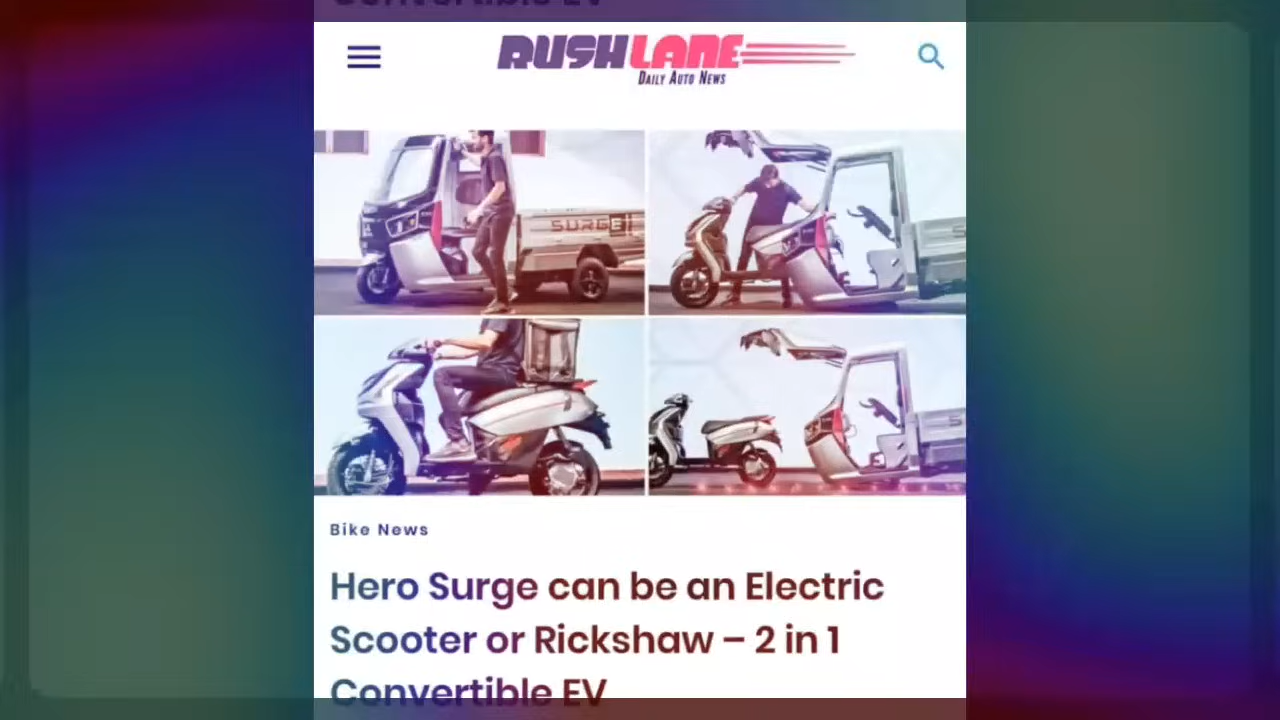 RUSHLANE
DAILY AUTO NEWS
SURGE
Bike News
Hero Surge can be an Electric
Scooter or Rickshaw – 2 in 1
Convertible EV